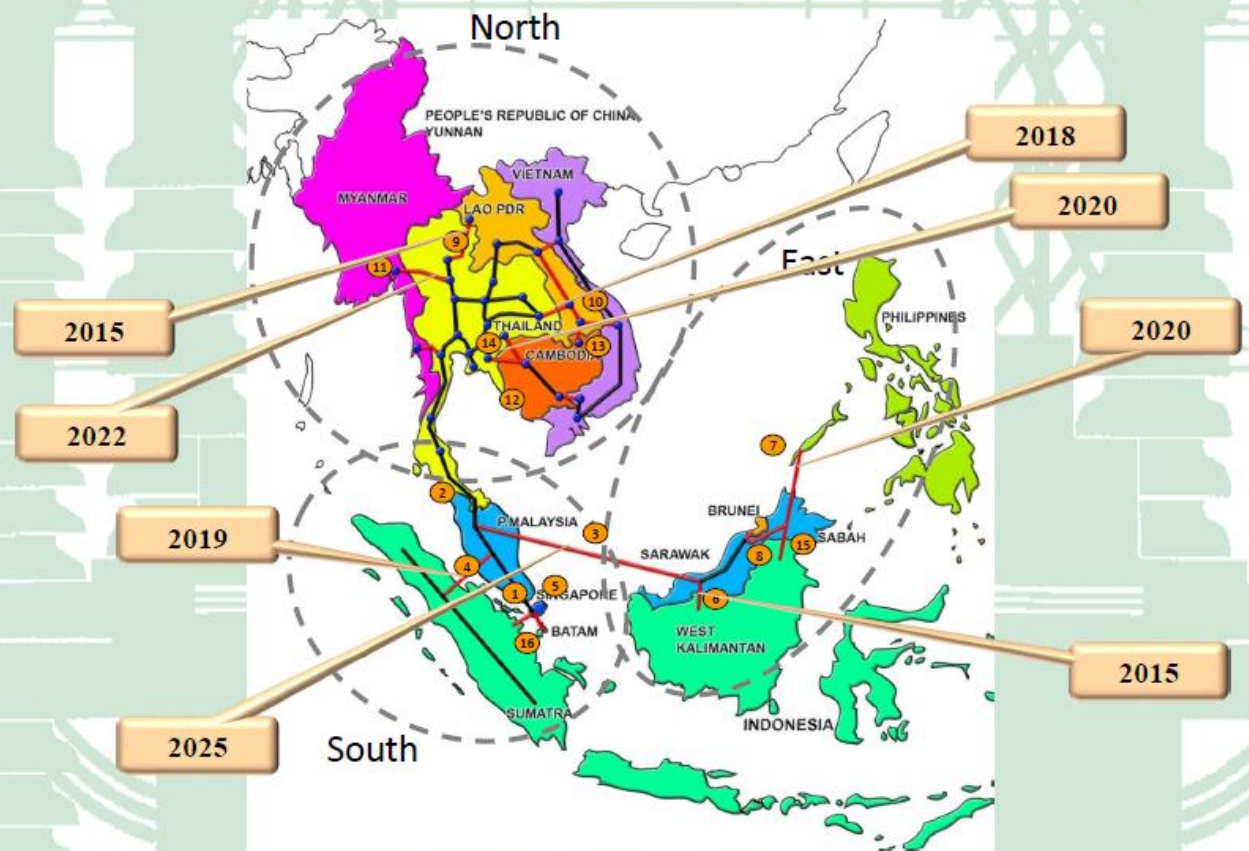 North
PEOPLE'S REPUBLIC OF CHINA
YUNNAN
2018
VIETNAM
MYANMAR
LAO PDR
2020
9
11
East
10
2015
THAILAND
PHILIPPINES
2020
14
CAMBODIA
13
12
2022
7
2
BRUNEI
P.MALAYSIA
3
SABAH
2019
SARAWAK
8
15
4
5
1
SINGAPORE
6
BATAM
16
WEST
KALIMANTAN
2015
SUMATRA
INDONESIA
2025
South